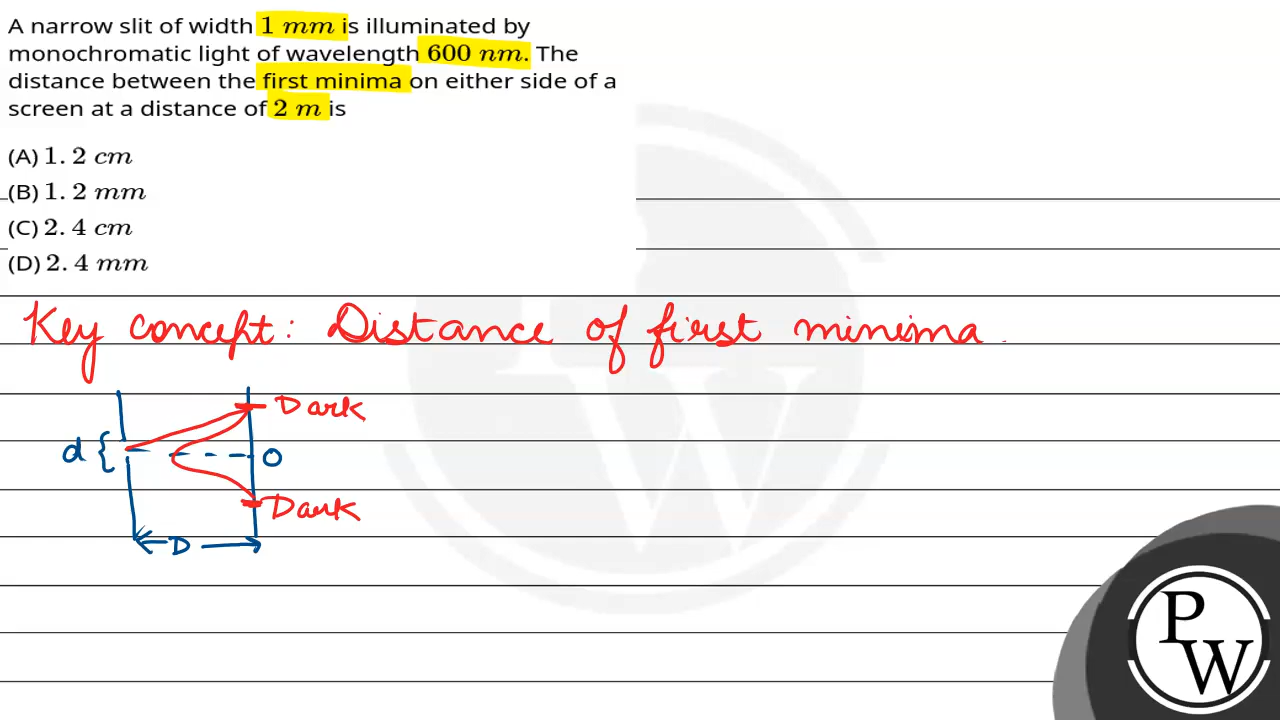 A narrow slit of width 1 mm is illuminated by
monochromatic light of wavelength 600 nm. The
distance between the first minima on either side of a
screen at a distance of 2 m is
(A) 1.2 cm
(B) 1.2 mm
(C) 2.4 cm
(D) 2.4 mm
Key concept: Distance of first minima.
Dark
d { O
Dark
D
PW
PW